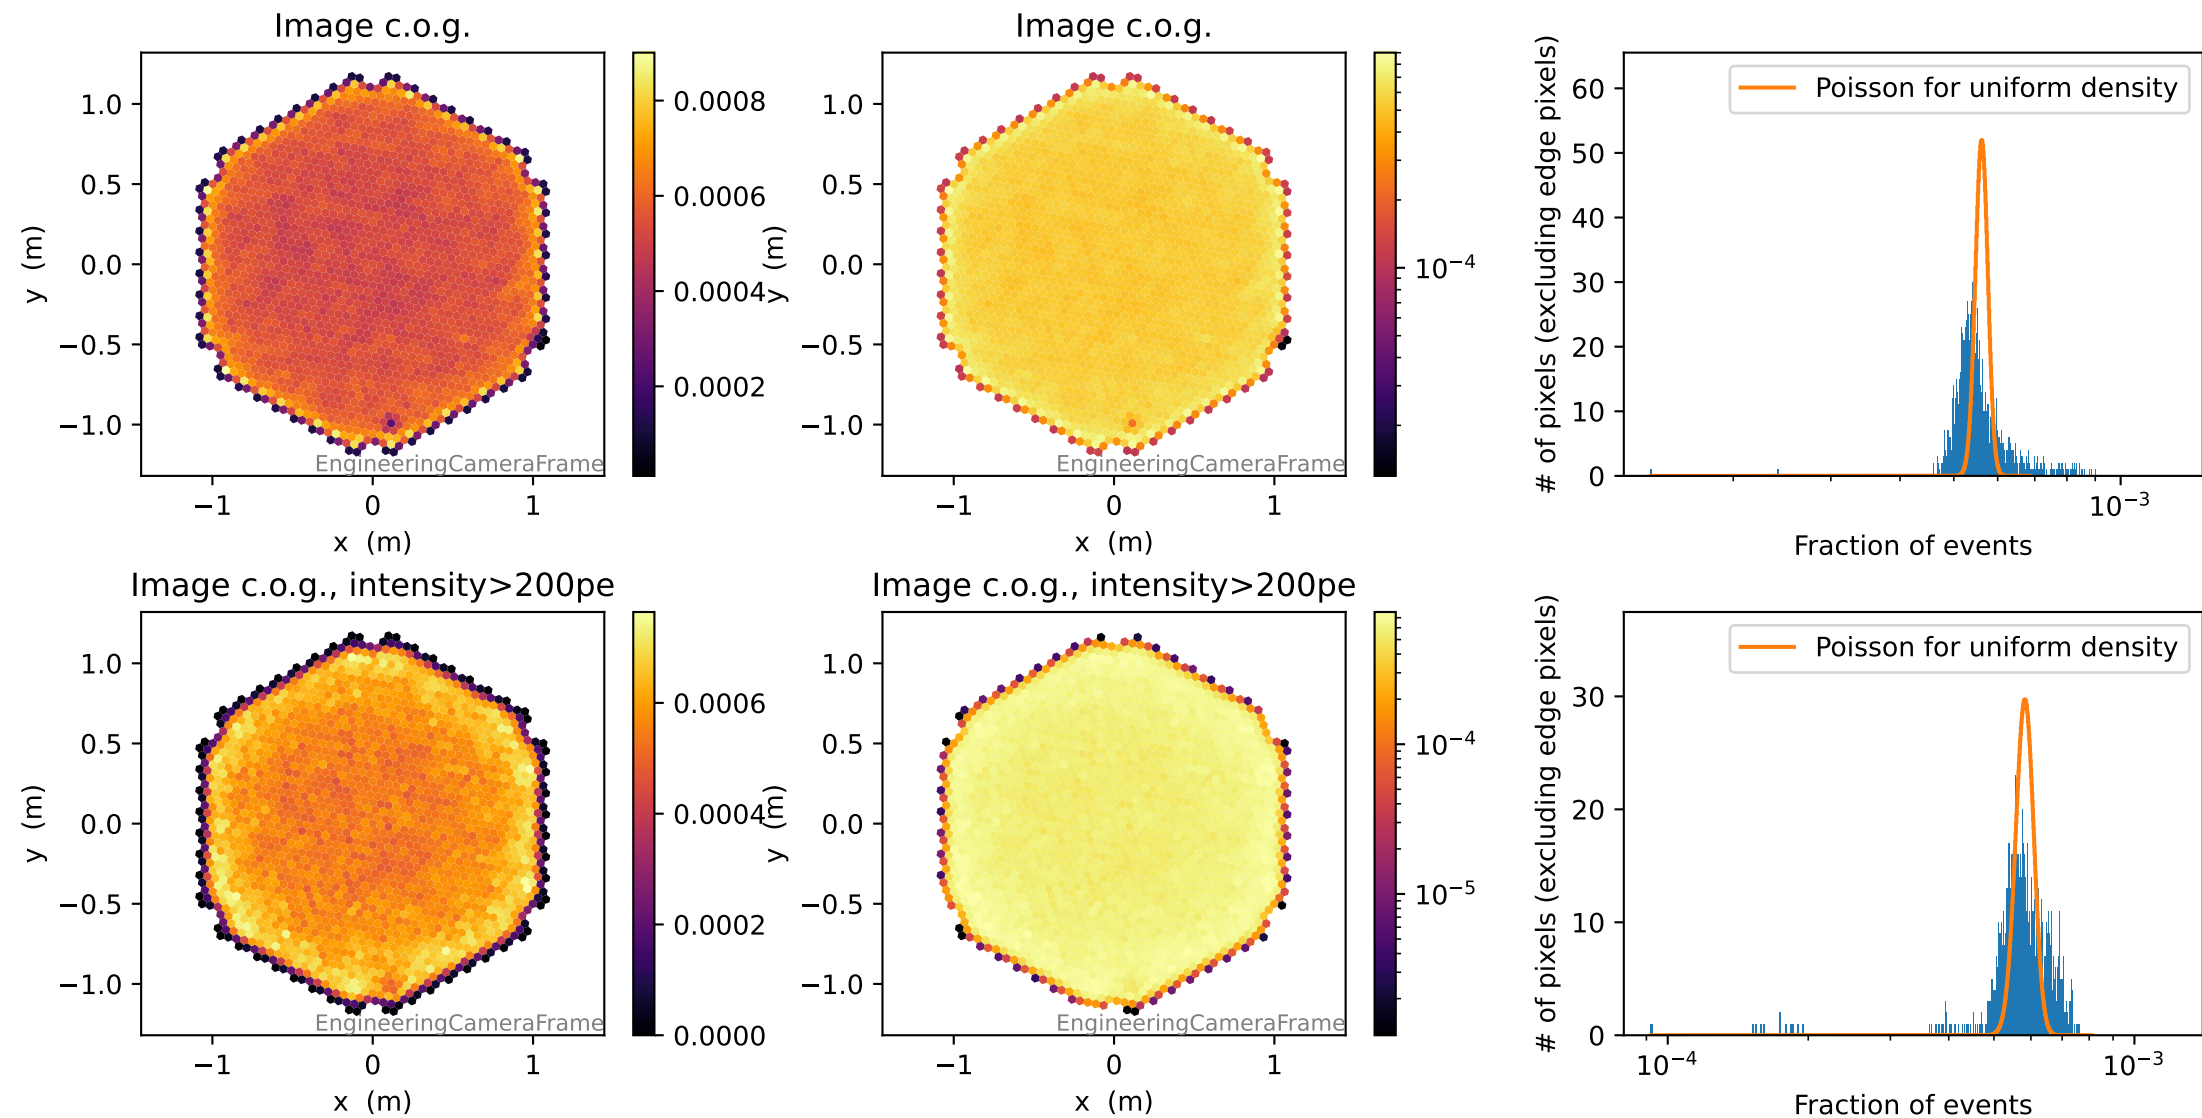 Image c.o.g.
1.0
0.5
0.0
−0.5
−1.0
y (m)
−1
0
1
x (m)
EngineeringCameraFrame
0.0008
0.0006
0.0004
0.0002
Image c.o.g.
1.0
0.5
0.0
−0.5
−1.0
y (m)
−1
0
1
x (m)
EngineeringCameraFrame
10⁻⁴
Poisson for uniform density
60
50
40
30
20
10
0
# of pixels (excluding edge pixels)
10⁻³
Fraction of events
Image c.o.g., intensity>200pe
1.0
0.5
0.0
−0.5
−1.0
y (m)
−1
0
1
x (m)
EngineeringCameraFrame
0.0006
0.0004
0.0002
0.0000
Image c.o.g., intensity>200pe
1.0
0.5
0.0
−0.5
−1.0
y (m)
−1
0
1
x (m)
EngineeringCameraFrame
10⁻⁴
10⁻⁵
Poisson for uniform density
30
20
10
0
# of pixels (excluding edge pixels)
10⁻⁴
10⁻³
Fraction of events